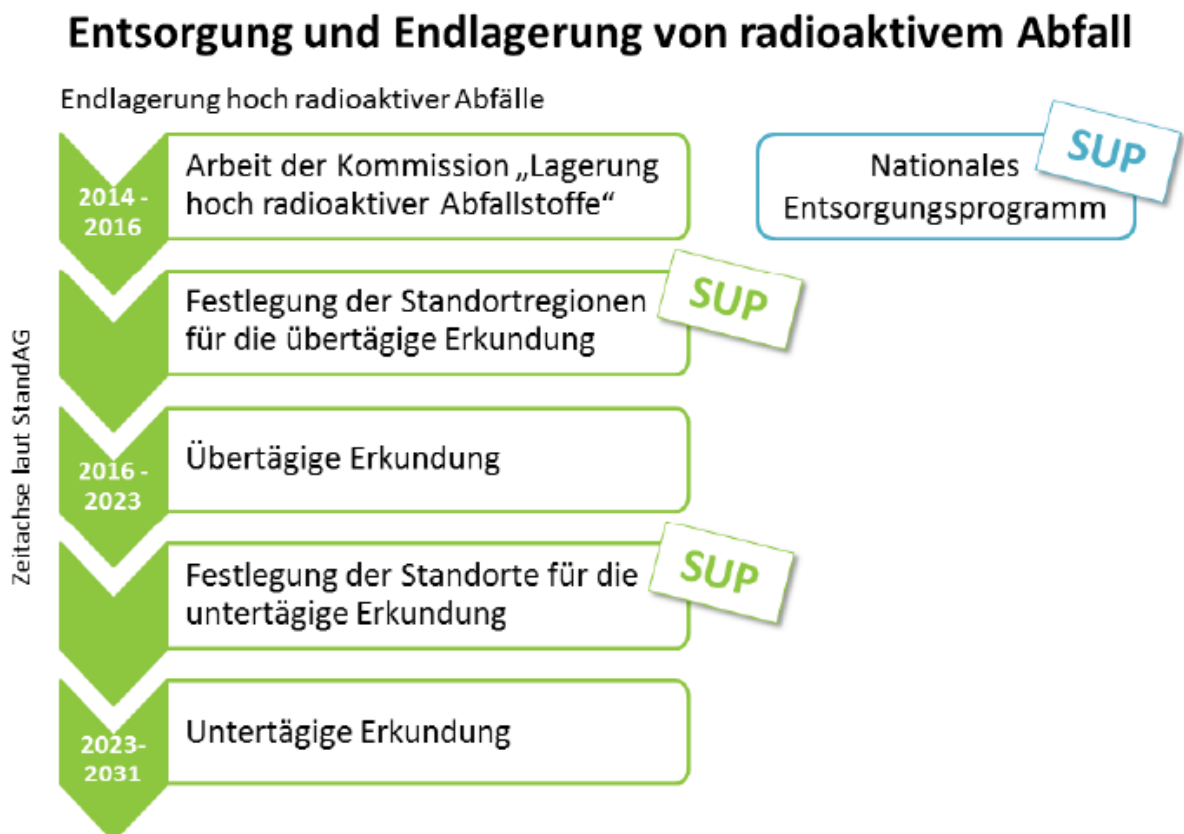 Entsorgung und Endlagerung von radioaktivem Abfall
Endlagerung hoch radioaktiver Abfälle
Zeitachse laut StandAG
2014 -
2016
Arbeit der Kommission „Lagerung
hoch radioaktiver Abfallstoffe“
Nationales
Entsorgungsprogramm
SUP
Festlegung der Standortregionen
für die übertägige Erkundung
SUP
2016 -
2023
Übertägige Erkundung
Festlegung der Standorte für die
untertägige Erkundung
SUP
2023-
2031
Untertägige Erkundung